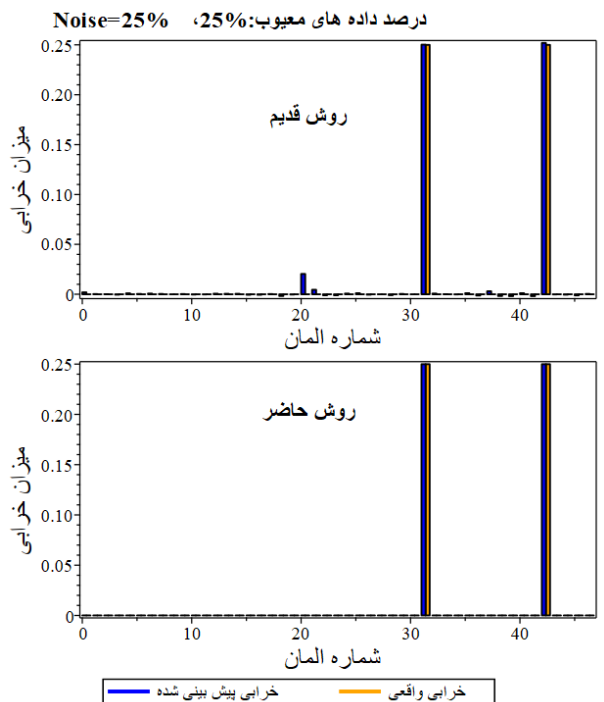 درصد داده های معیوب:25%، Noise=25%
میزان خرابی
0.25
0.20
0.15
0.10
0.05
0
روش قدیم
0 10 20 30 40
شماره المان
میزان خرابی
0.25
0.20
0.15
0.10
0.05
0
روش حاضر
0 10 20 30 40
شماره المان
خرابی واقعی خرابی پیش بینی شده